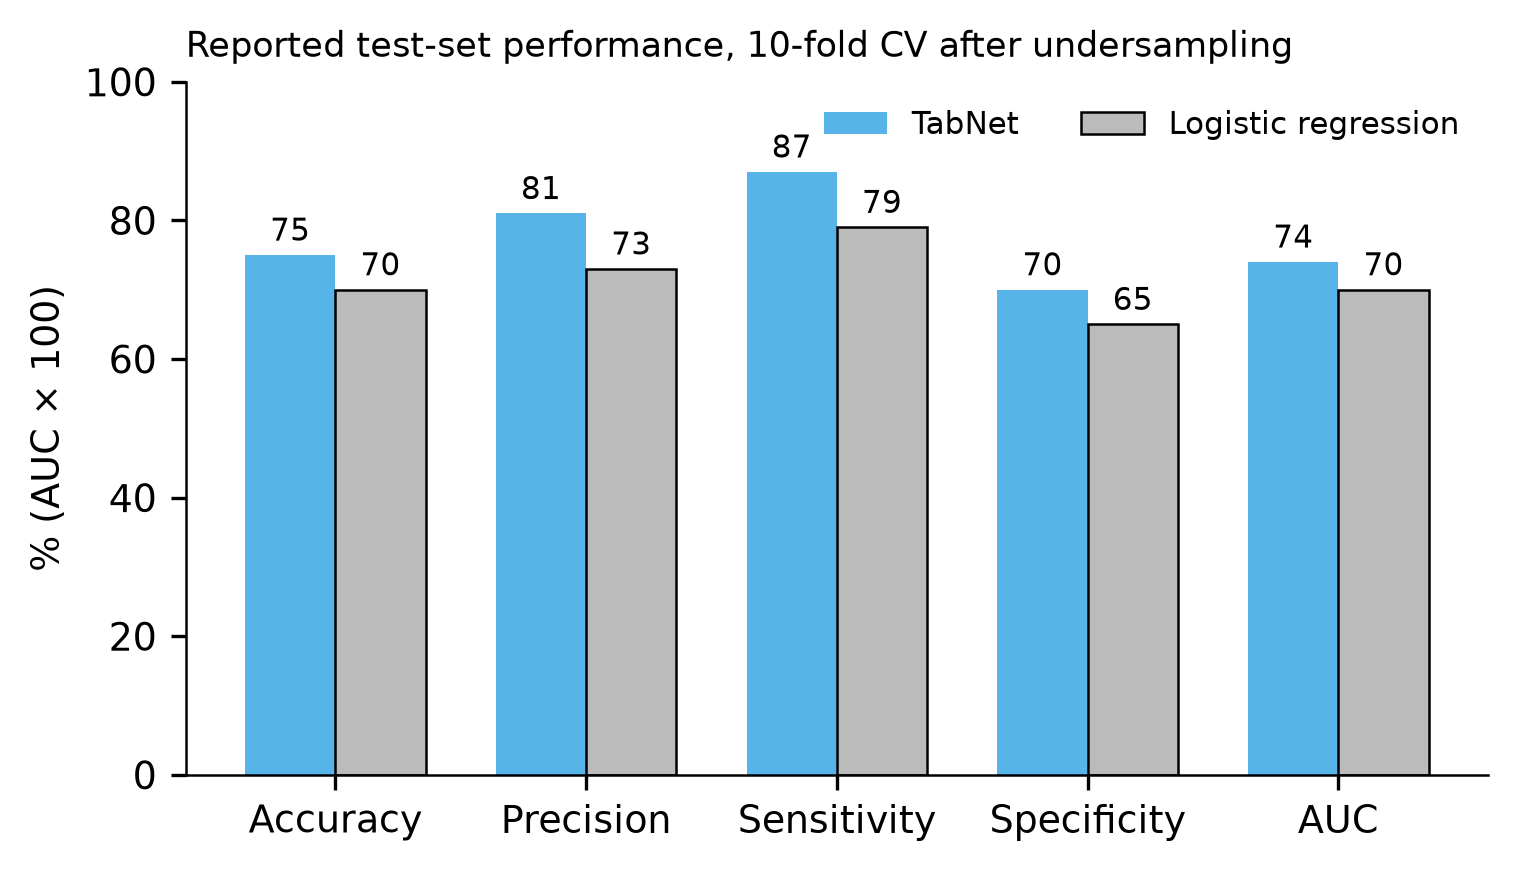 Reported test-set performance, 10-fold CV after undersampling
TabNet
Logistic regression
% (AUC × 100)
100
80
60
40
20
0
75
70
81
73
87
79
70
65
74
70
Accuracy
Precision
Sensitivity
Specificity
AUC